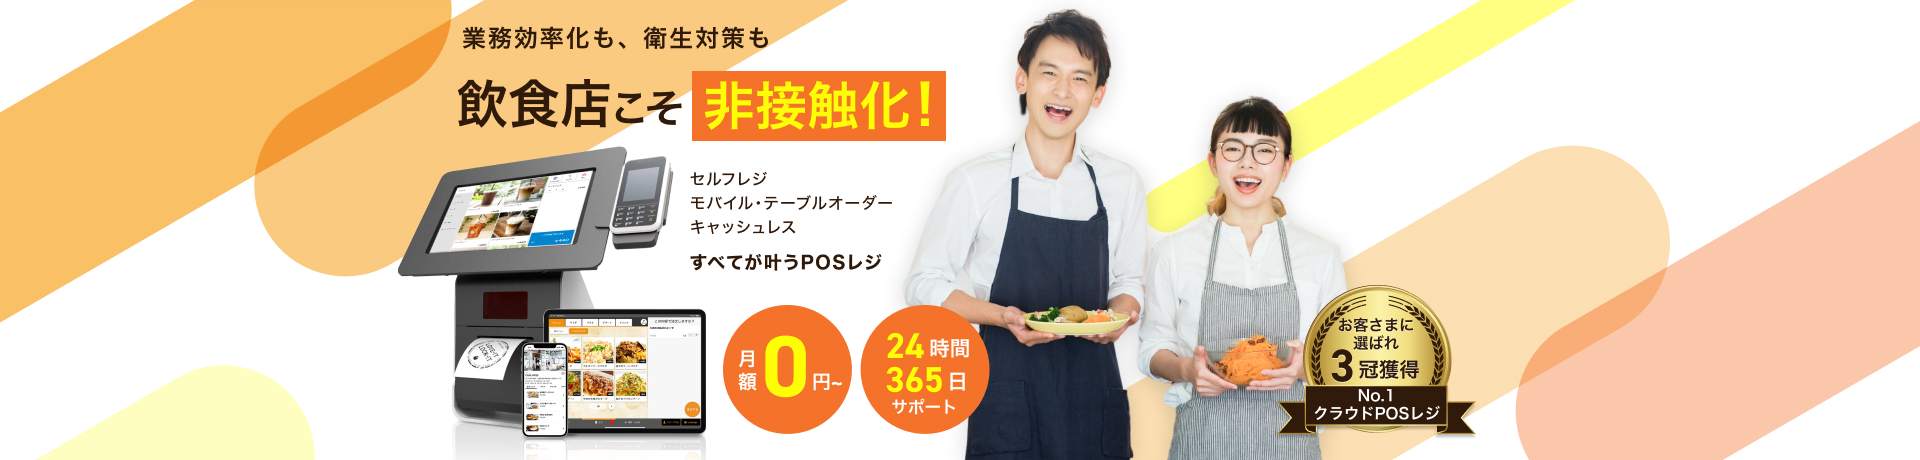 業務効率化も、衛生対策も
飲食店こそ 非接触化！
セルフレジ
モバイル・テーブルオーダー
キャッシュレス
すべてが叶うPOSレジ
月額 0 円~
24時間
365日
サポート
お客さまに
選ばれ
3冠獲得
No.1
クラウドPOSレジ